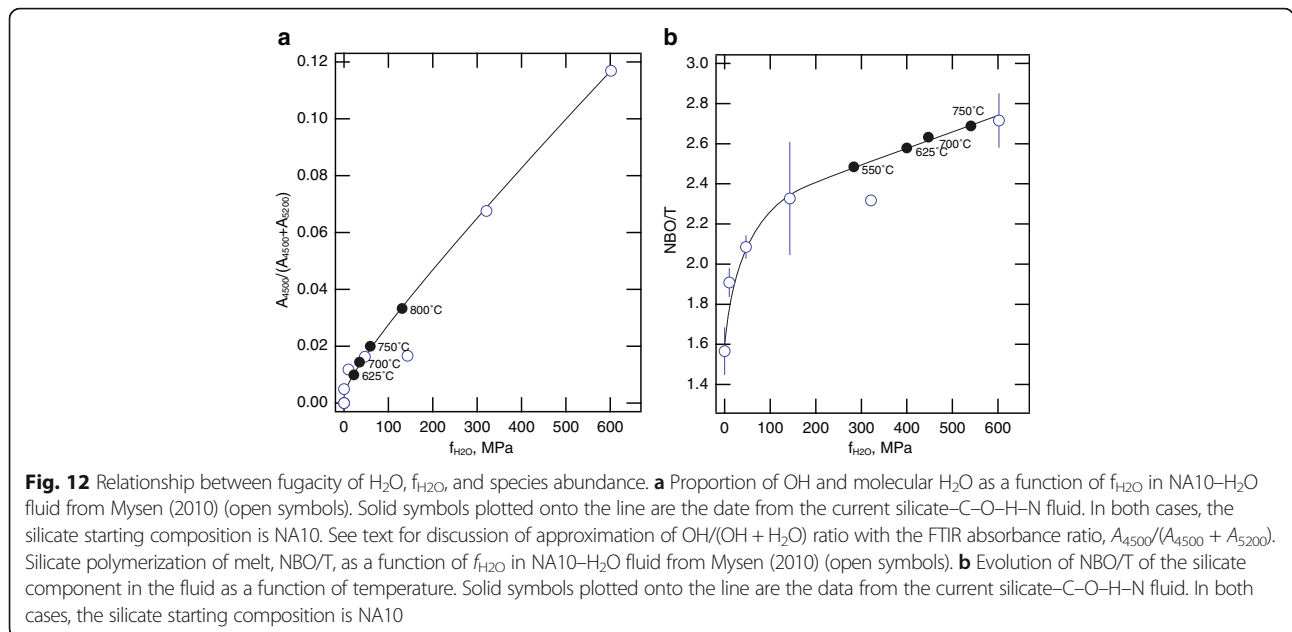 a
b
0.12
0.10
0.08
0.06
0.04
0.02
0.00
A4500/(A4500+A5200)
800˚C
750˚C
700˚C
625˚C
0 100 200 300 400 500 600
fH2O, MPa
3.0
2.8
2.6
2.4
2.2
2.0
1.8
1.6
1.4
NBO/T
750˚C
700˚C
625˚C
550˚C
0 100 200 300 400 500 600
fH2O, MPa
Fig. 12 Relationship between fugacity of H2O, fH2O, and species abundance. a Proportion of OH and molecular H2O as a function of fH2O in NA10–H2O
fluid from Mysen (2010) (open symbols). Solid symbols plotted onto the line are the date from the current silicate–C–O–H–N fluid. In both cases, the
silicate starting composition is NA10. See text for discussion of approximation of OH/(OH + H2O) ratio with the FTIR absorbance ratio, A4500/(A4500 + A5200).
Silicate polymerization of melt, NBO/T, as a function of fH2O in NA10–H2O fluid from Mysen (2010) (open symbols). b Evolution of NBO/T of the silicate
component in the fluid as a function of temperature. Solid symbols plotted onto the line are the data from the current silicate–C–O–H–N fluid. In both
cases, the silicate starting composition is NA10